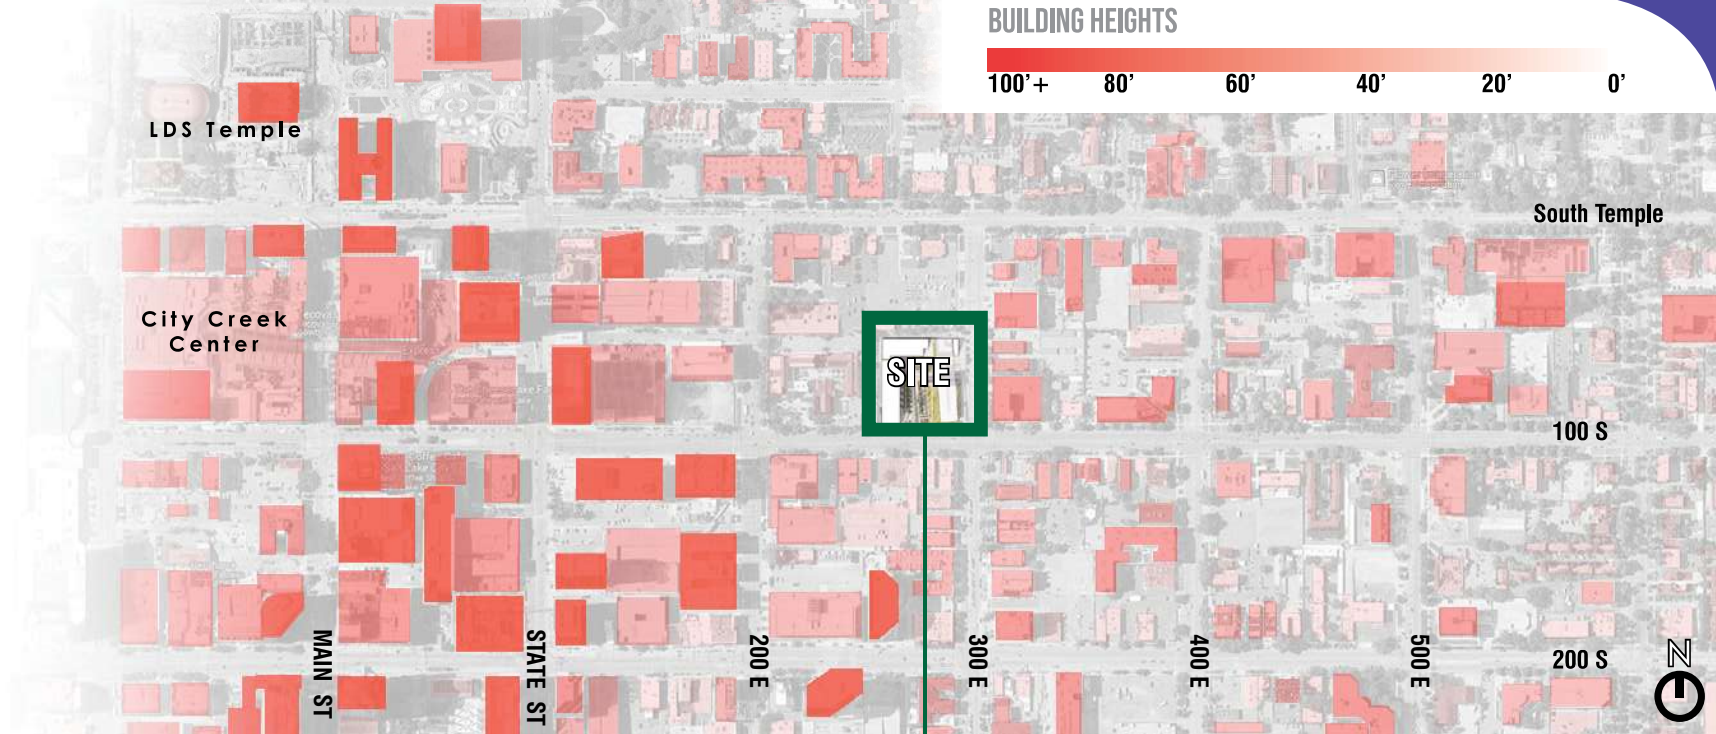 BUILDING HEIGHTS
100'+ 80' 60' 40' 20' 0'
LDS Temple
South Temple
City Creek
Center
SITE
100 S
MAIN ST
STATE ST
200 E
300 E
400 E
500 E
200 S
N